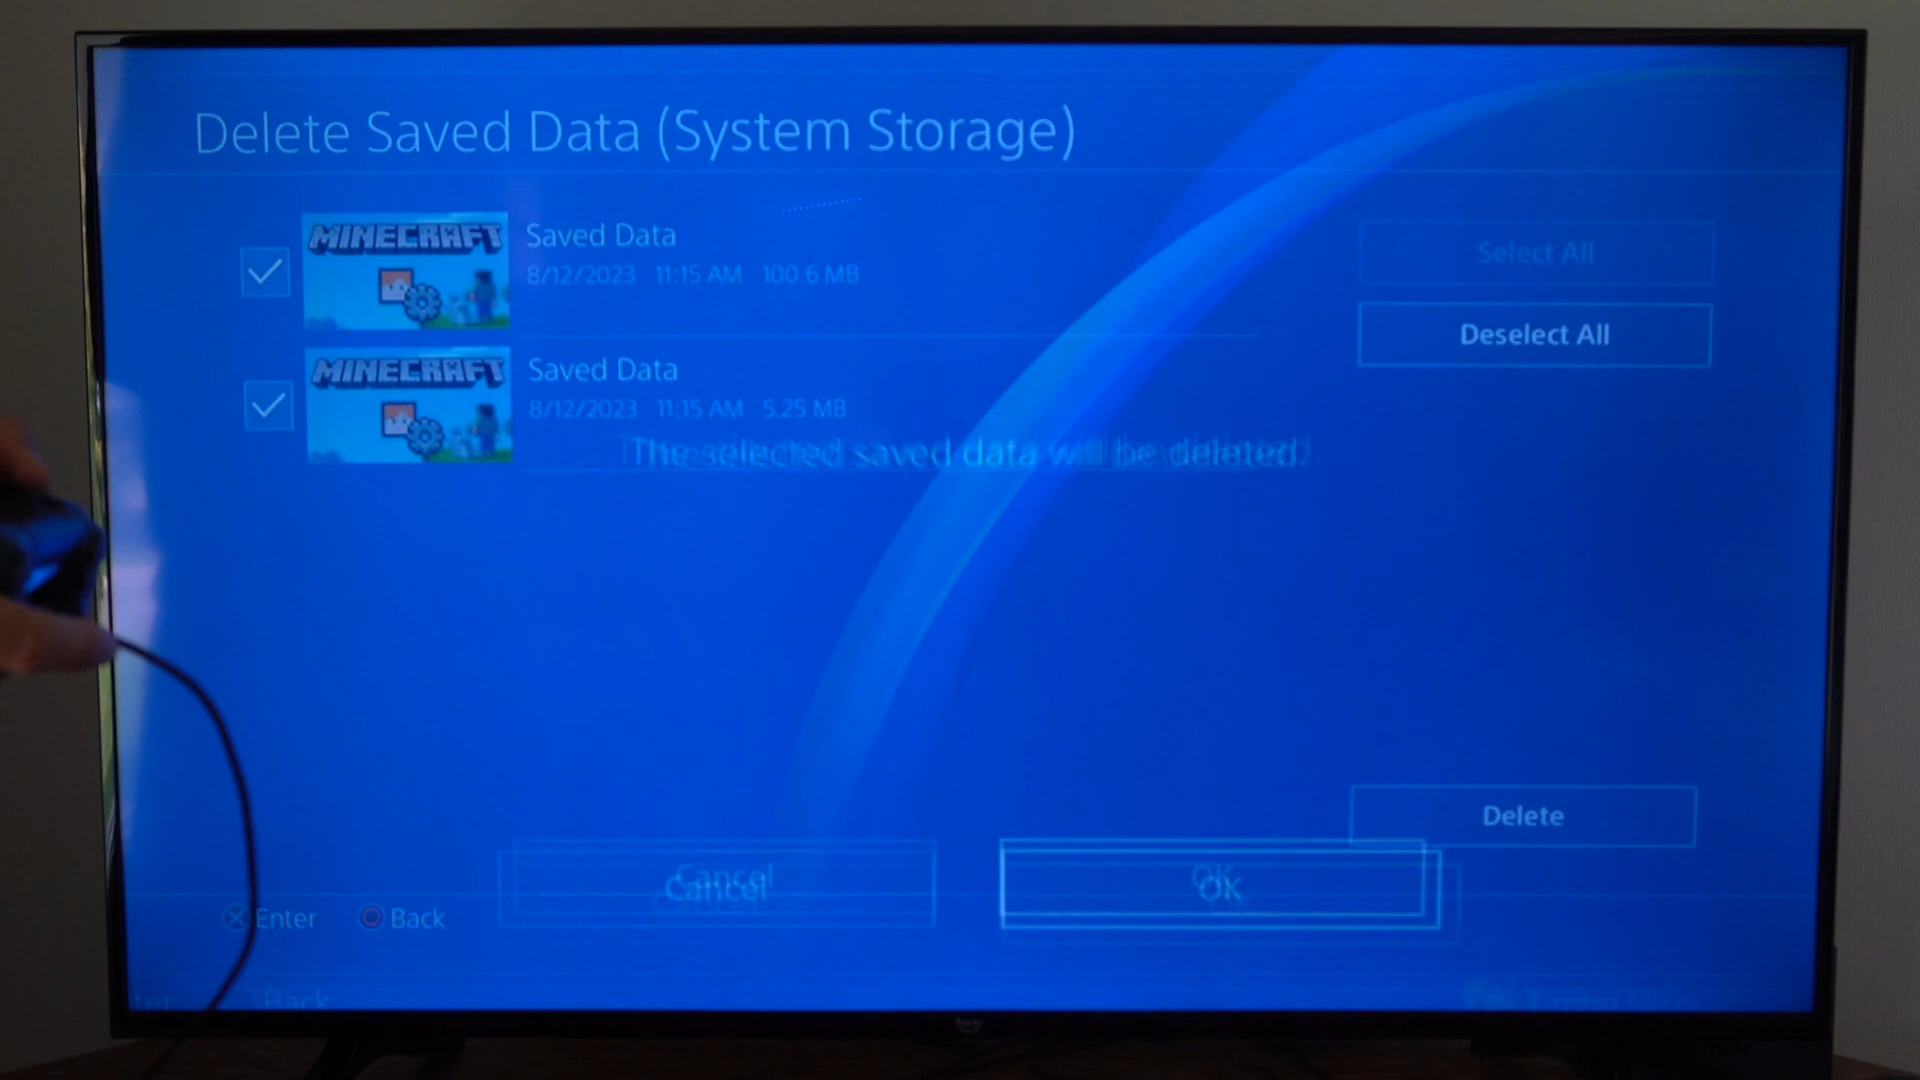 Delete Saved Data (System Storage)
MINECRAFT
Saved Data
8/12/2023 11:15 AM 100.6 MB
Select All
Deselect All
MINECRAFT
Saved Data
8/12/2023 11:15 AM 5.25 MB
The selected saved data will be deleted.
Delete
Cancel
OK
Enter
Back
Back